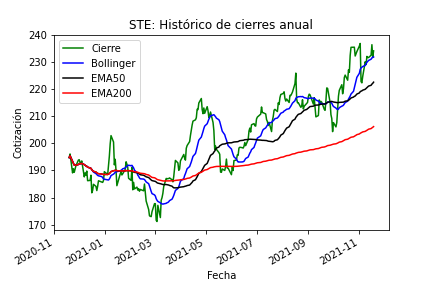 STE: Histórico de cierres anual
Cierre
Bollinger
EMA50
EMA200
Cotización
240
230
220
210
200
190
180
170
2020-11
2021-01
2021-03
2021-05
2021-07
2021-09
2021-11
Fecha